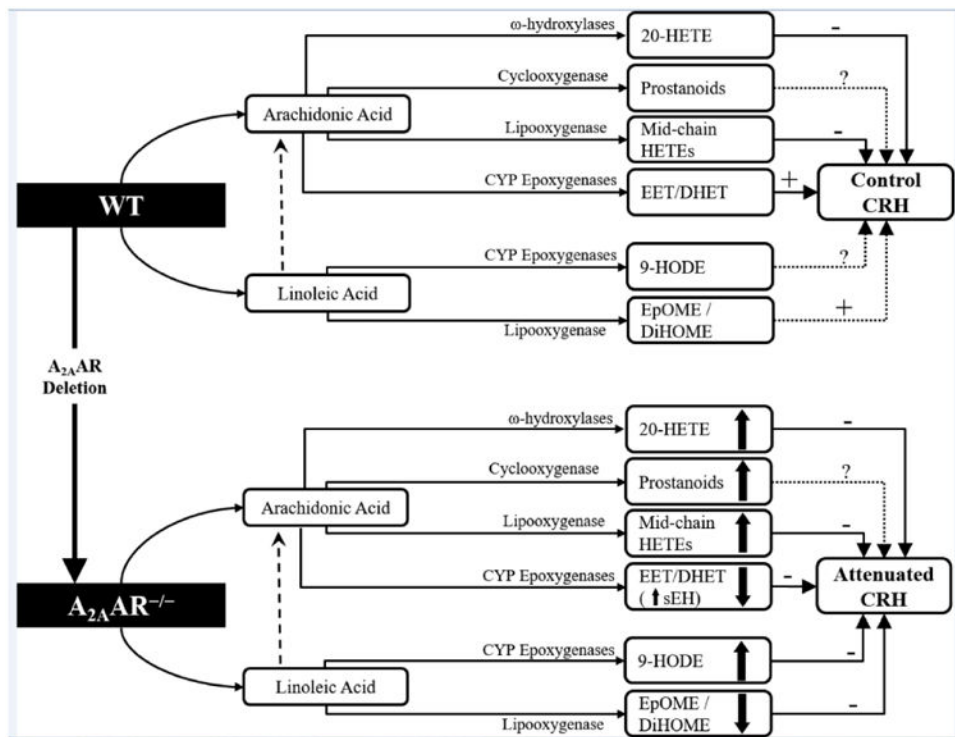 ω-hydroxylases
20-HETE
-
Cyclooxygenase
Prostanoids
?
Arachidonic Acid
Lipooxygenase
Mid-chain
HETEs
-
CYP Epoxygenases
EET/DHET
+
Control
CRH
WT
CYP Epoxygenases
9-HODE
?
Linoleic Acid
Lipooxygenase
EpOME /
DiHOME
+
A₂ₐAR
Deletion
ω-hydroxylases
20-HETE
-
Cyclooxygenase
Prostanoids
?
Arachidonic Acid
Lipooxygenase
Mid-chain
HETEs
-
CYP Epoxygenases
EET/DHET
(↑sEH)
-
Attenuated
CRH
A₂ₐAR⁻/⁻
CYP Epoxygenases
9-HODE
-
Linoleic Acid
Lipooxygenase
EpOME /
DiHOME
-